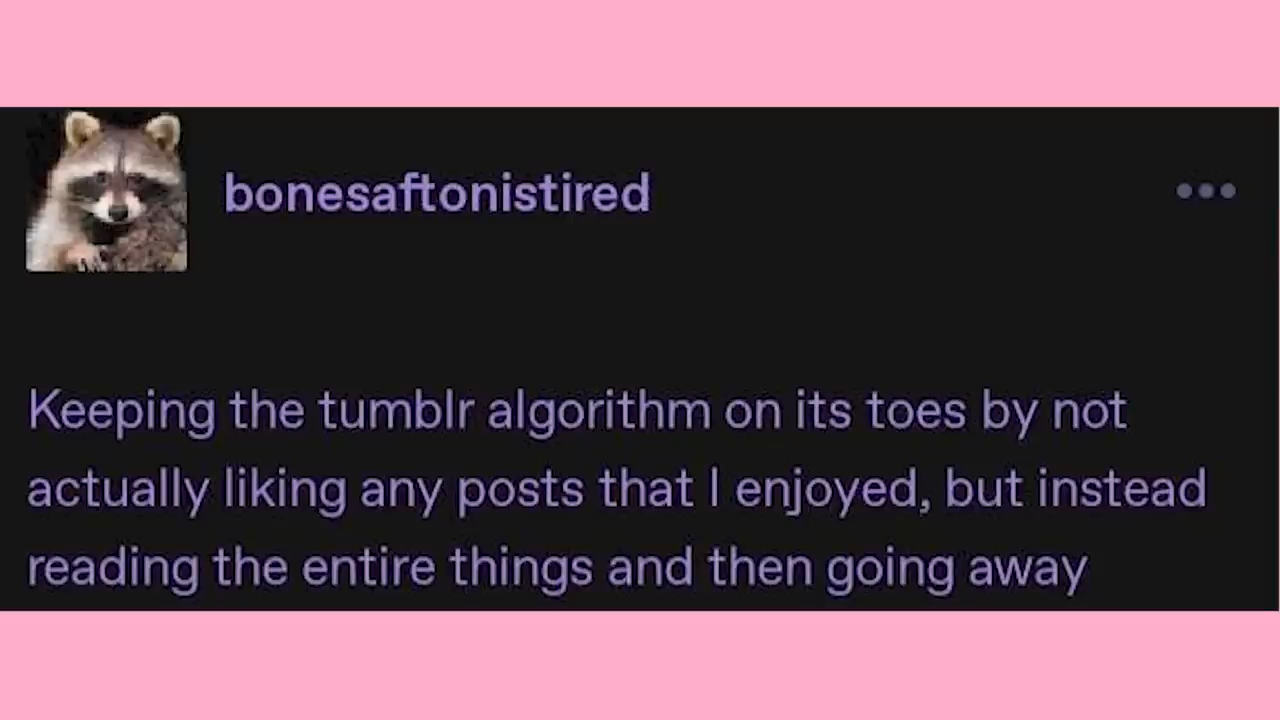 bonesaftonistired
Keeping the tumblr algorithm on its toes by not
actually liking any posts that I enjoyed, but instead
reading the entire things and then going away